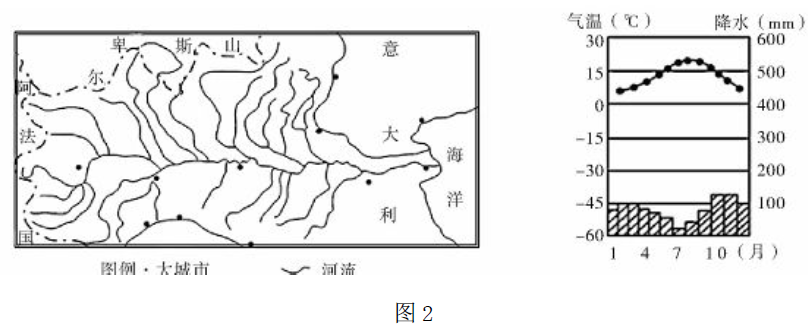 卑 斯 山
尔
阿
法
国
意
大
利
海
洋
图例·大城市 河流
气温(℃) 降水(mm)
30 600
15 500
0 400
-15 300
-30 200
-45 100
-60
1 4 7 10 (月)
图2